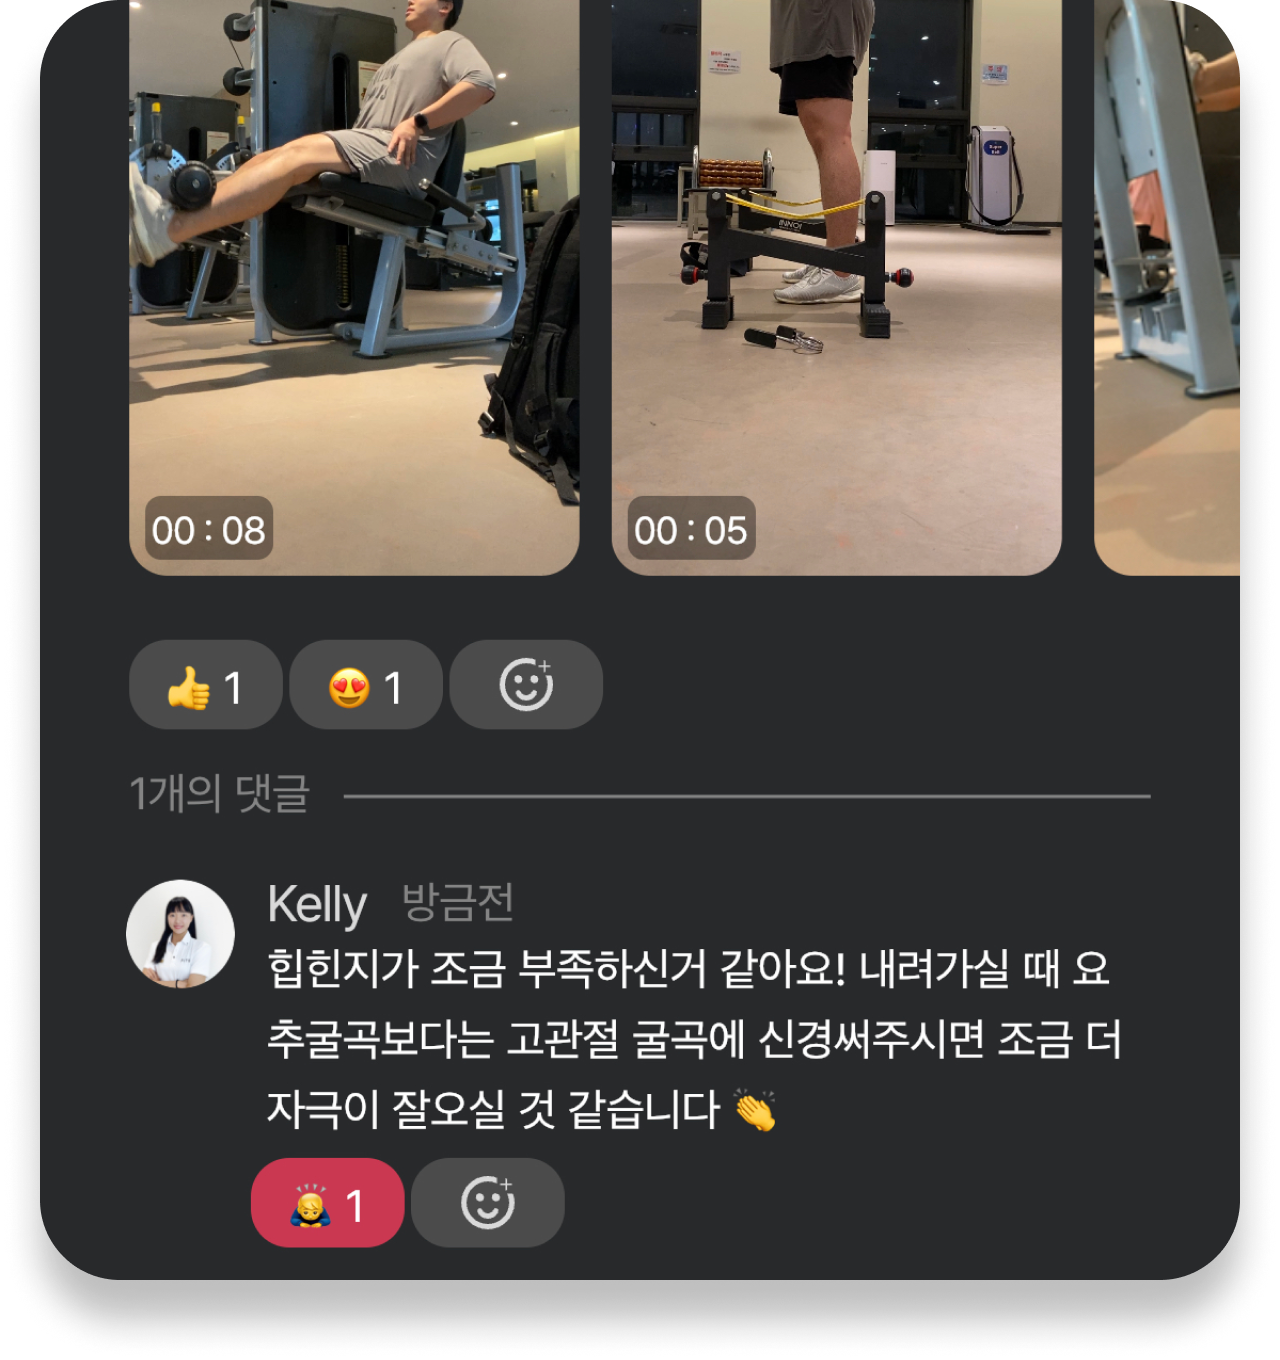 INNO!
00 : 08
00 : 05
👍 1
😍 1
1개의 댓글
Kelly 방금전
힙힌지가 조금 부족하신거 같아요! 내려가실 때 요
추굴곡보다는 고관절 굴곡에 신경써주시면 조금 더
자극이 잘오실 것 같습니다 👏
🙇 1